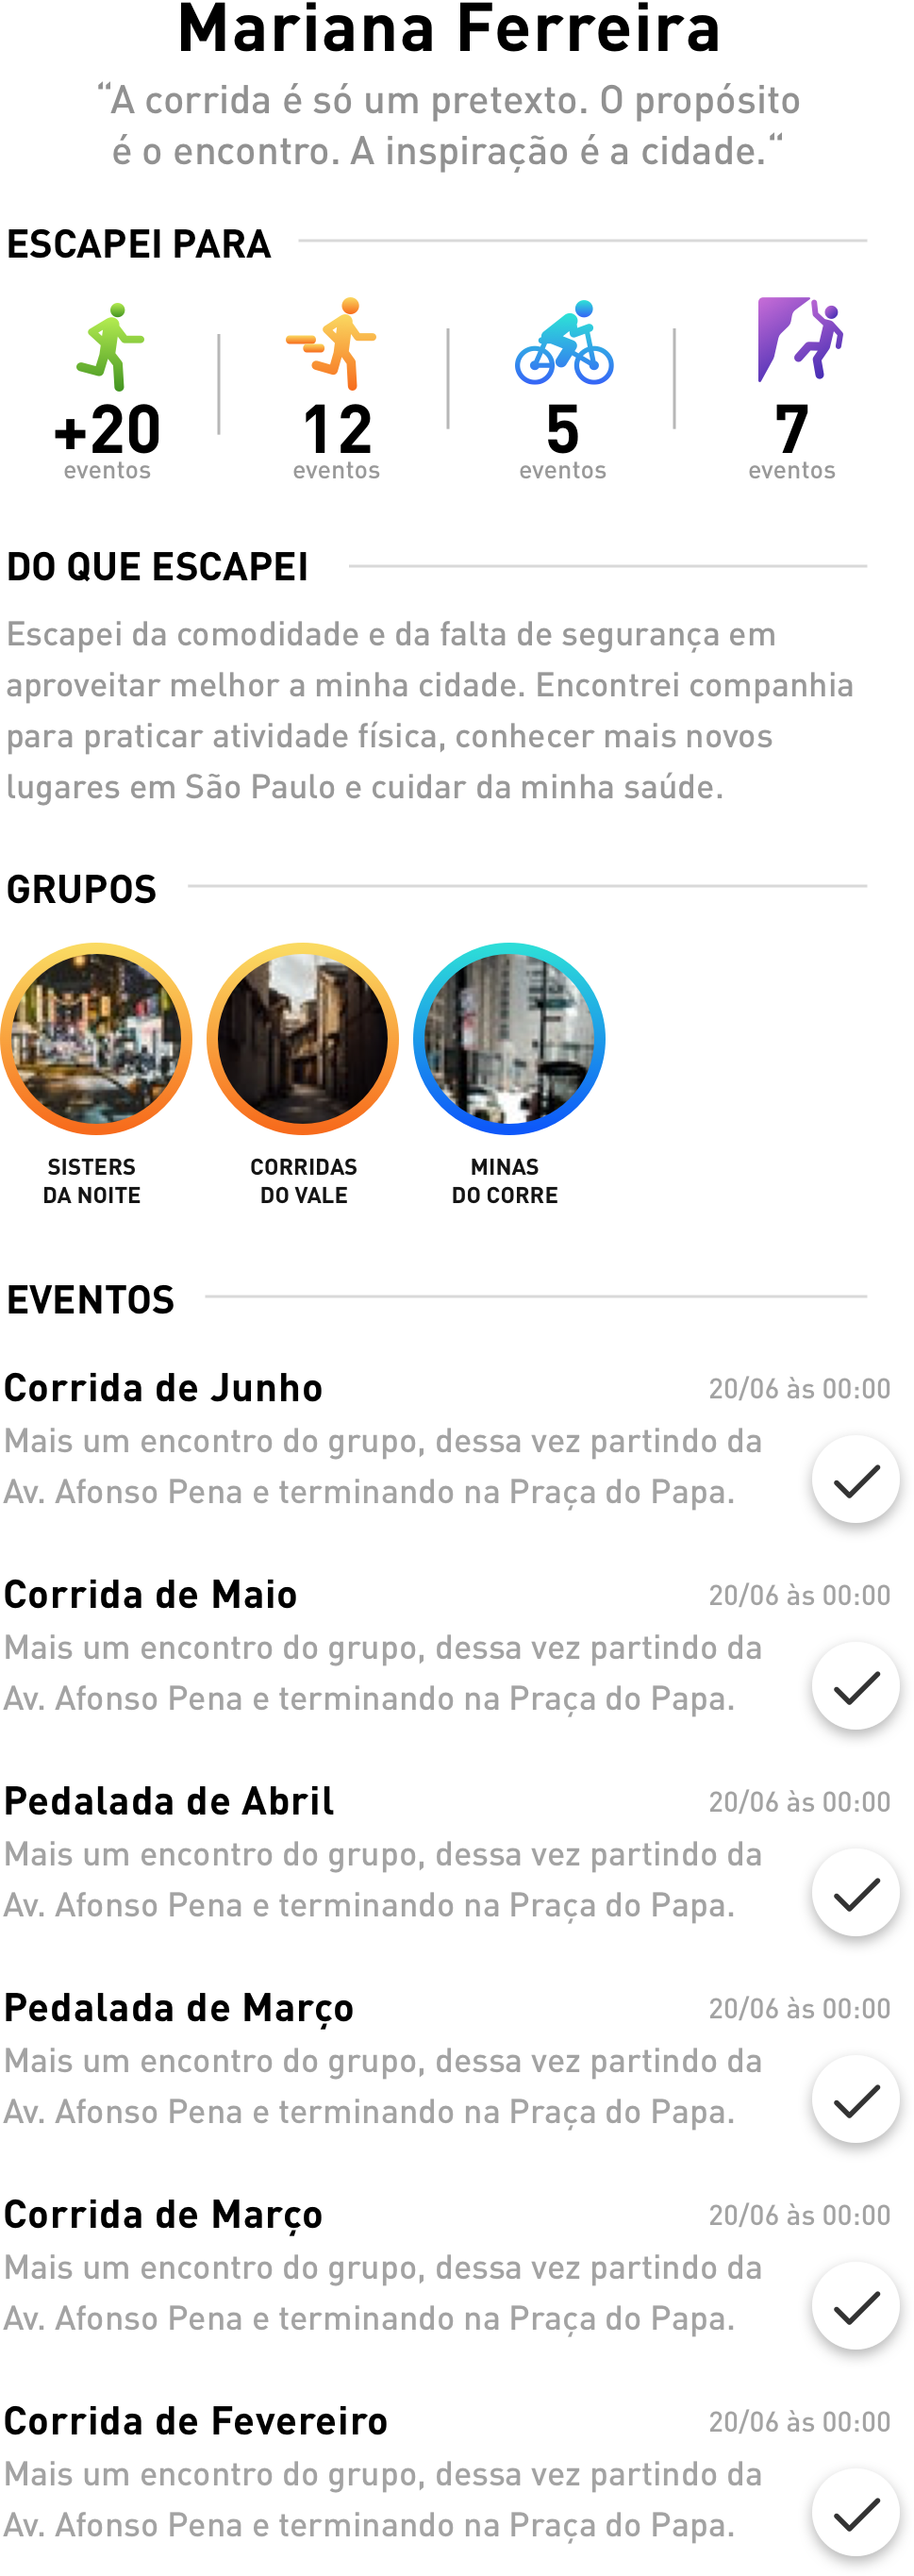 Mariana Ferreira
“A corrida é só um pretexto. O propósito
é o encontro. A inspiração é a cidade.“
ESCAPEI PARA
+20
eventos
12
eventos
5
eventos
7
eventos
DO QUE ESCAPEI
Escapei da comodidade e da falta de segurança em
aproveitar melhor a minha cidade. Encontrei companhia
para praticar atividade física, conhecer mais novos
lugares em São Paulo e cuidar da minha saúde.
GRUPOS
SISTERS
DA NOITE
CORRIDAS
DO VALE
MINAS
DO CORRE
EVENTOS
Corrida de Junho
20/06 às 00:00
Mais um encontro do grupo, dessa vez partindo da
Av. Afonso Pena e terminando na Praça do Papa.
Corrida de Maio
20/06 às 00:00
Mais um encontro do grupo, dessa vez partindo da
Av. Afonso Pena e terminando na Praça do Papa.
Pedalada de Abril
20/06 às 00:00
Mais um encontro do grupo, dessa vez partindo da
Av. Afonso Pena e terminando na Praça do Papa.
Pedalada de Março
20/06 às 00:00
Mais um encontro do grupo, dessa vez partindo da
Av. Afonso Pena e terminando na Praça do Papa.
Corrida de Março
20/06 às 00:00
Mais um encontro do grupo, dessa vez partindo da
Av. Afonso Pena e terminando na Praça do Papa.
Corrida de Fevereiro
20/06 às 00:00
Mais um encontro do grupo, dessa vez partindo da
Av. Afonso Pena e terminando na Praça do Papa.